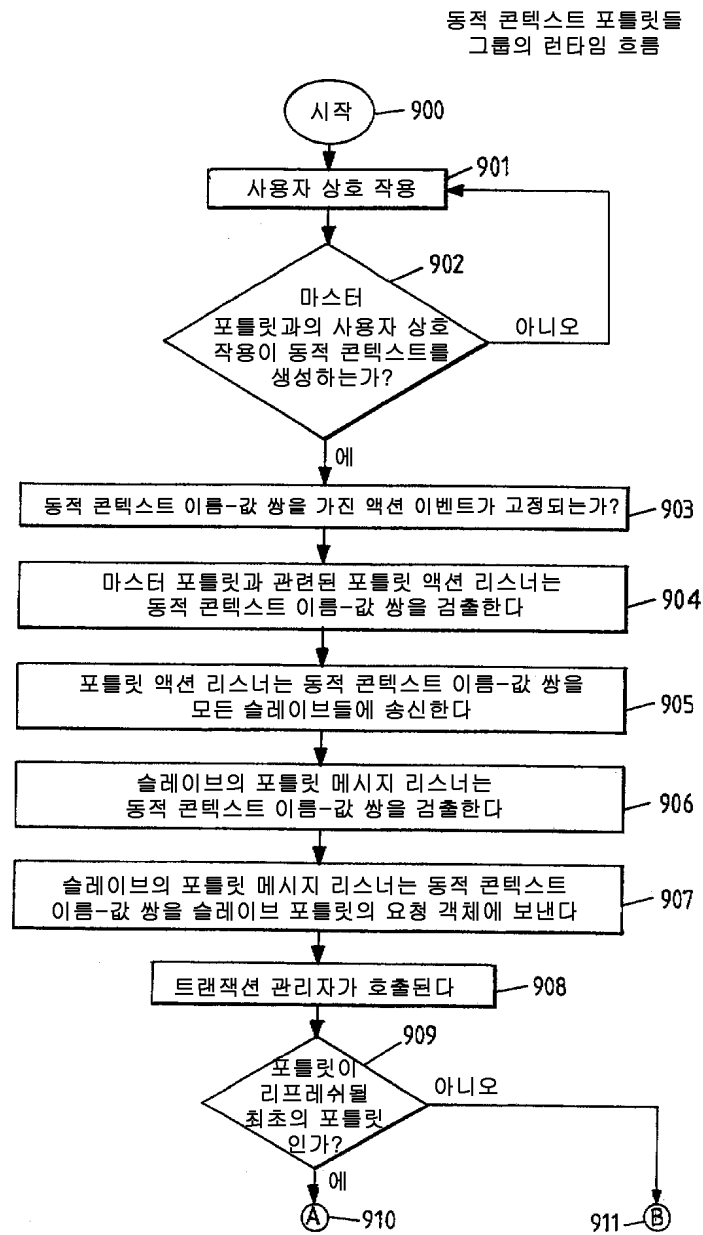 동적 콘텍스트 포틀릿들
그룹의 런타임 흐름
시작
900
901
사용자 상호 작용
902
마스터
포틀릿과의 사용자 상호
작용이 동적 콘텍스트를
생성하는가?
아니오
에
동적 콘텍스트 이름-값 쌍을 가진 액션 이벤트가 고정되는가?
903
마스터 포틀릿과 관련된 포틀릿 액션 리스너는
동적 콘텍스트 이름-값 쌍을 검출한다
904
포틀릿 액션 리스너는 동적 콘텍스트 이름-값 쌍을
모든 슬레이브들에 송신한다
905
슬레이브의 포틀릿 메시지 리스너는
동적 콘텍스트 이름-값 쌍을 검출한다
906
슬레이브의 포틀릿 메시지 리스너는 동적 콘텍스트
이름-값 쌍을 슬레이브 포틀릿의 요청 객체에 보낸다
907
트랜잭션 관리자가 호출된다
908
909
포틀릿이
리프레쉬될
최초의 포틀릿
인가?
아니오
에
A
910
911
B